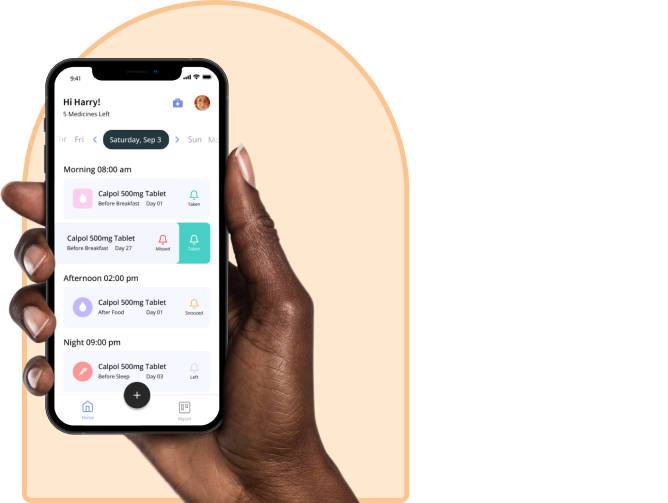 9:41
Hi Harry!
5 Medicines Left
Fri
Saturday, Sep 3
Sun
Morning 08:00 am
Calpol 500mg Tablet
Before Breakfast Day 01
Taken
Calpol 500mg Tablet
Before Breakfast Day 27
Missed
Taken
Afternoon 02:00 pm
Calpol 500mg Tablet
After Food Day 01
Snoozed
Night 09:00 pm
Calpol 500mg Tablet
Before Sleep Day 03
Left
+
Home
Report